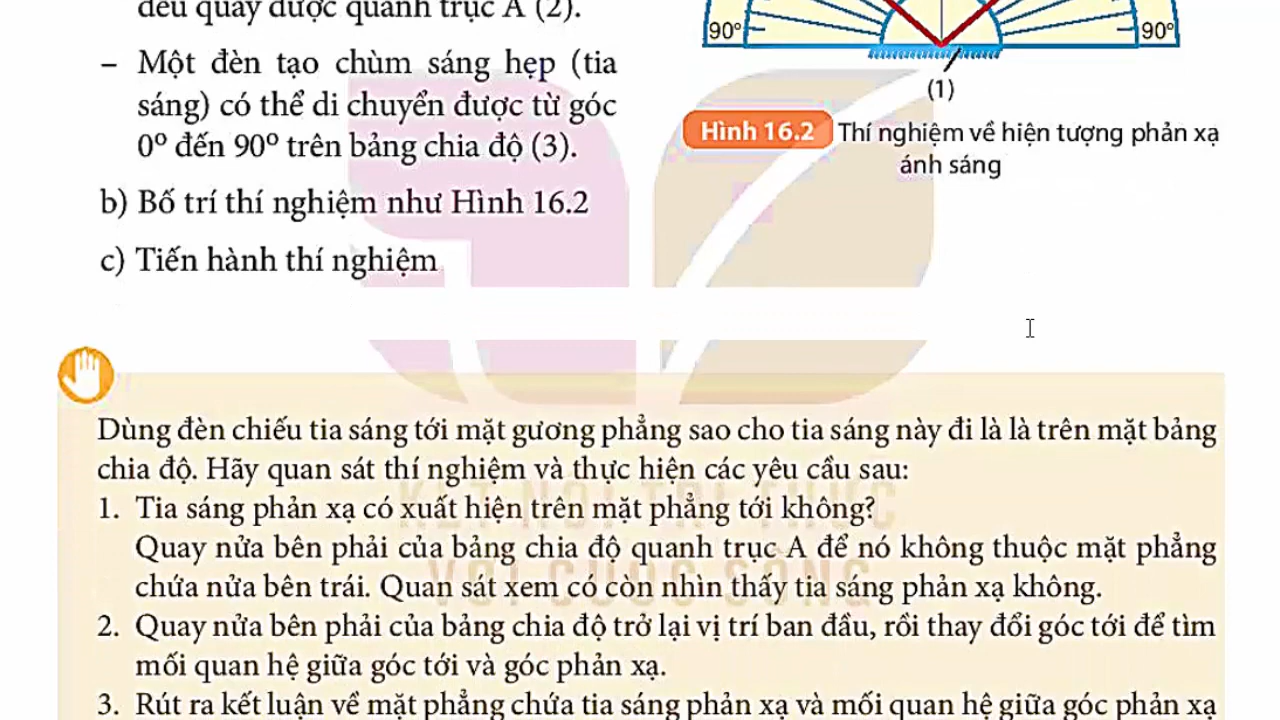 đều quay được quanh trục A (2).
– Một đèn tạo chùm sáng hẹp (tia
sáng) có thể di chuyển được từ góc
0º đến 90º trên bảng chia độ (3).
b) Bố trí thí nghiệm như Hình 16.2
c) Tiến hành thí nghiệm
90°
90°
(1)
Hình 16.2 Thí nghiệm về hiện tượng phản xạ
ánh sáng
Dùng đèn chiếu tia sáng tới mặt gương phẳng sao cho tia sáng này đi là là trên mặt bảng
chia độ. Hãy quan sát thí nghiệm và thực hiện các yêu cầu sau:
1. Tia sáng phản xạ có xuất hiện trên mặt phẳng tới không?
Quay nửa bên phải của bảng chia độ quanh trục A để nó không thuộc mặt phẳng
chứa nửa bên trái. Quan sát xem có còn nhìn thấy tia sáng phản xạ không.
2. Quay nửa bên phải của bảng chia độ trở lại vị trí ban đầu, rồi thay đổi góc tới để tìm
mối quan hệ giữa góc tới và góc phản xạ.
3. Rút ra kết luận về mặt phẳng chứa tia sáng phản xạ và mối quan hệ giữa góc phản xạ
KẾT NỐI TRI THỨC
VỚI CUỘC SỐNG